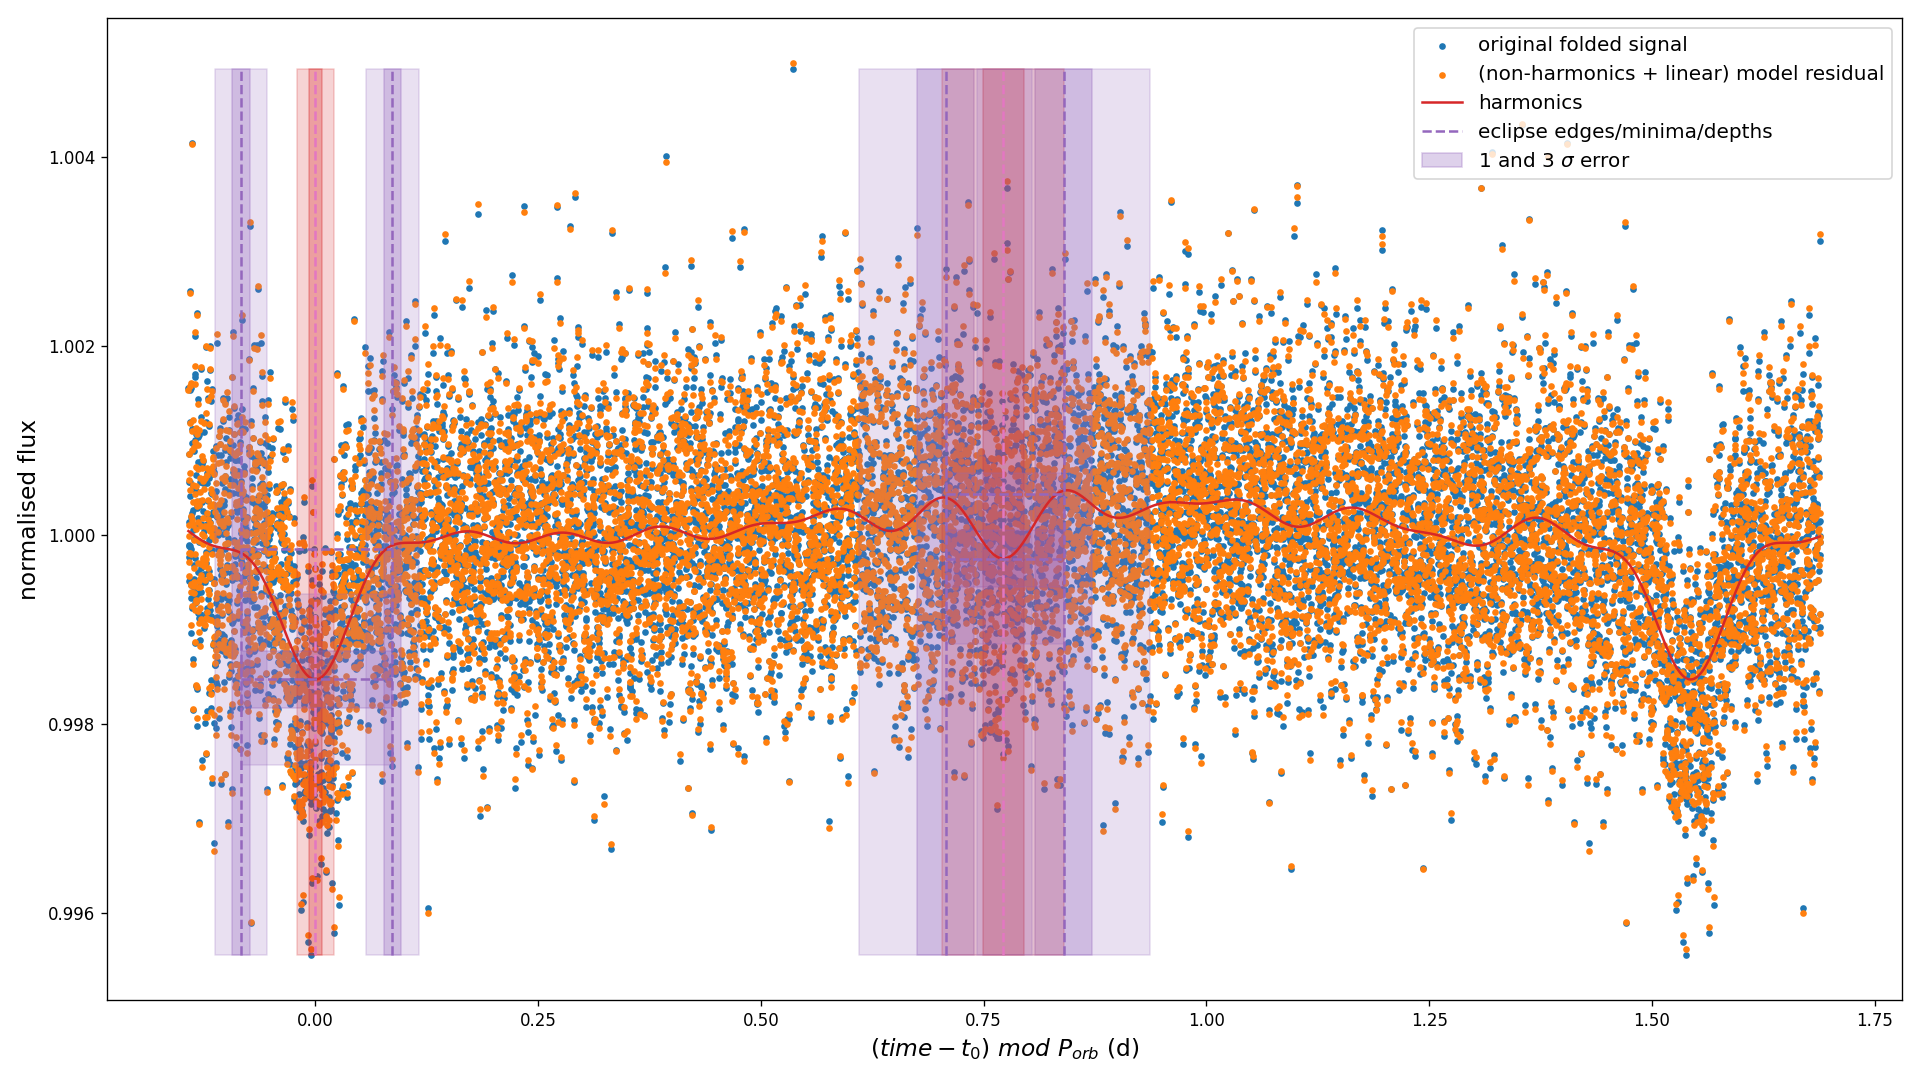 original folded signal
(non-harmonics + linear) model residual
harmonics
eclipse edges/minima/depths
1 and 3 σ error
normalised flux
1.004
1.002
1.000
0.998
0.996
0.00 0.25 0.50 0.75 1.00 1.25 1.50 1.75
(time − t₀) mod P_orb (d)